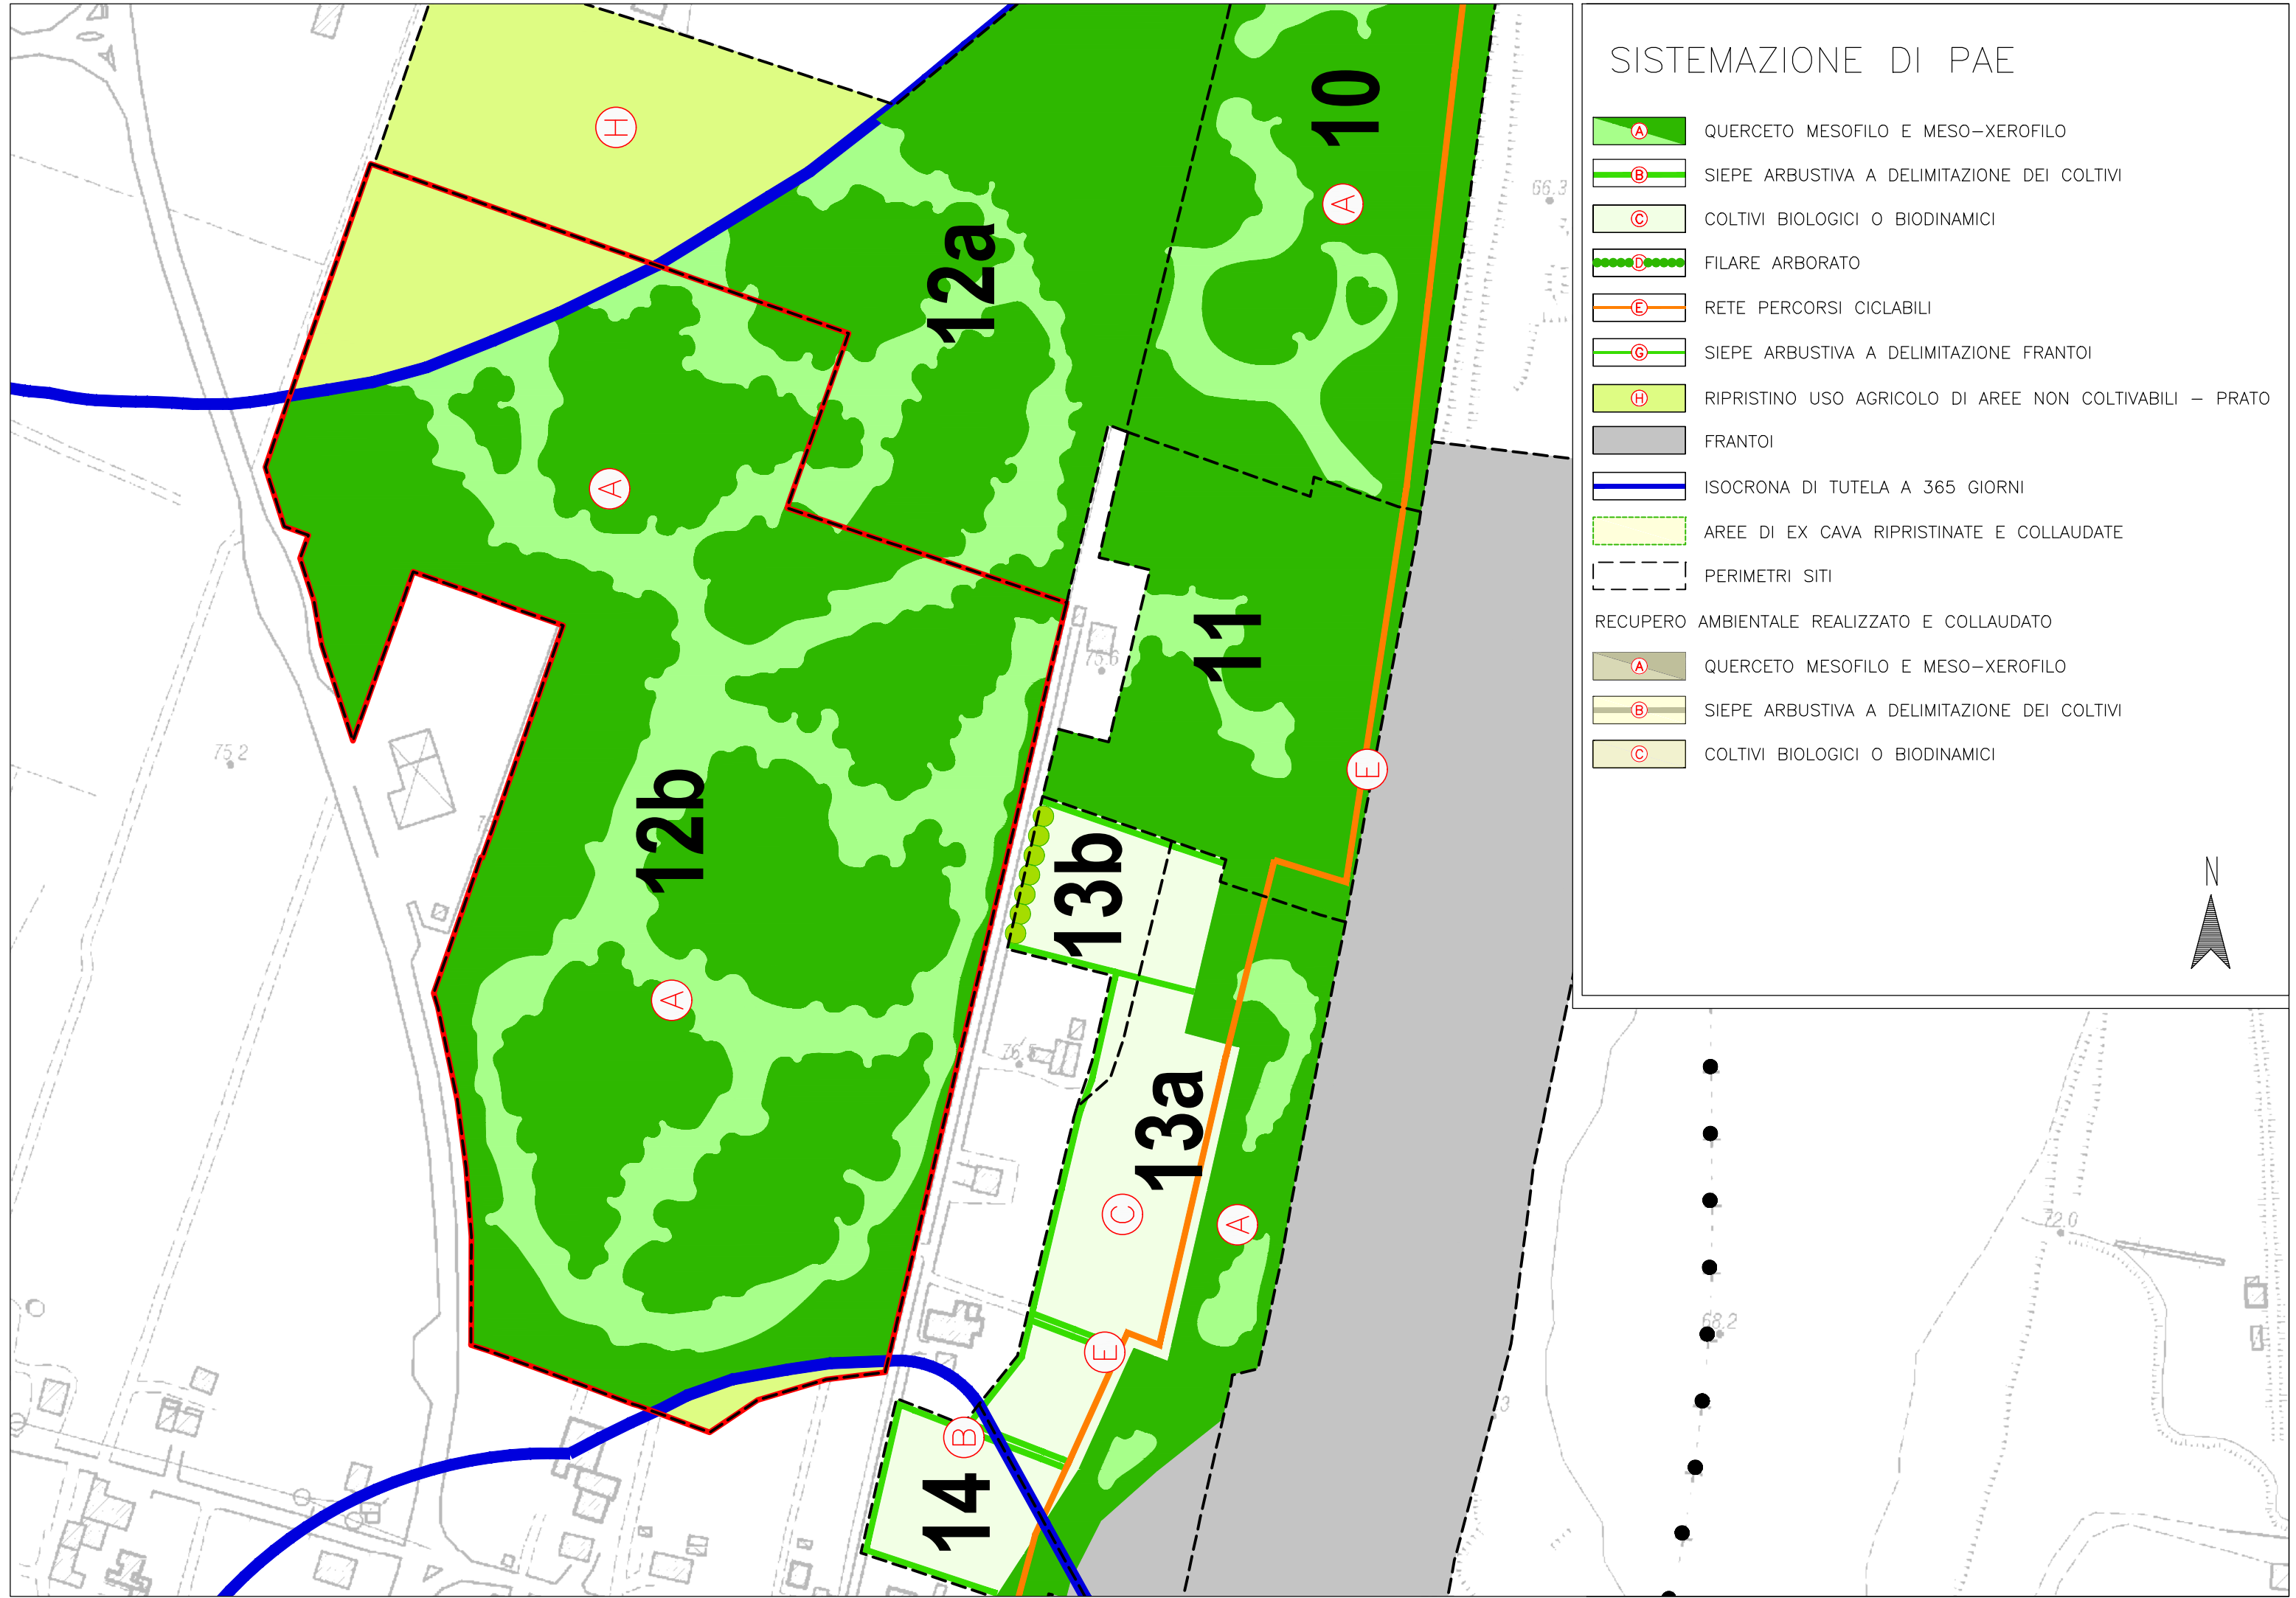 SISTEMAZIONE DI PAE
A QUERCETO MESOFILO E MESO-XEROFILO
B SIEPE ARBUSTIVA A DELIMITAZIONE DEI COLTIVI
C COLTIVI BIOLOGICI O BIODINAMICI
D FILARE ARBORATO
E RETE PERCORSI CICLABILI
G SIEPE ARBUSTIVA A DELIMITAZIONE FRANTOI
H RIPRISTINO USO AGRICOLO DI AREE NON COLTIVABILI - PRATO
FRANTOI
ISOCRONA DI TUTELA A 365 GIORNI
AREE DI EX CAVA RIPRISTINATE E COLLAUDATE
PERIMETRI SITI
RECUPERO AMBIENTALE REALIZZATO E COLLAUDATO
A QUERCETO MESOFILO E MESO-XEROFILO
B SIEPE ARBUSTIVA A DELIMITAZIONE DEI COLTIVI
C COLTIVI BIOLOGICI O BIODINAMICI
N
10
H
A
66.3
12a
A
11
75.6
75.2
E
12b
13b
A
76.5
13a
C
A
72.0
E
68.2
B
14